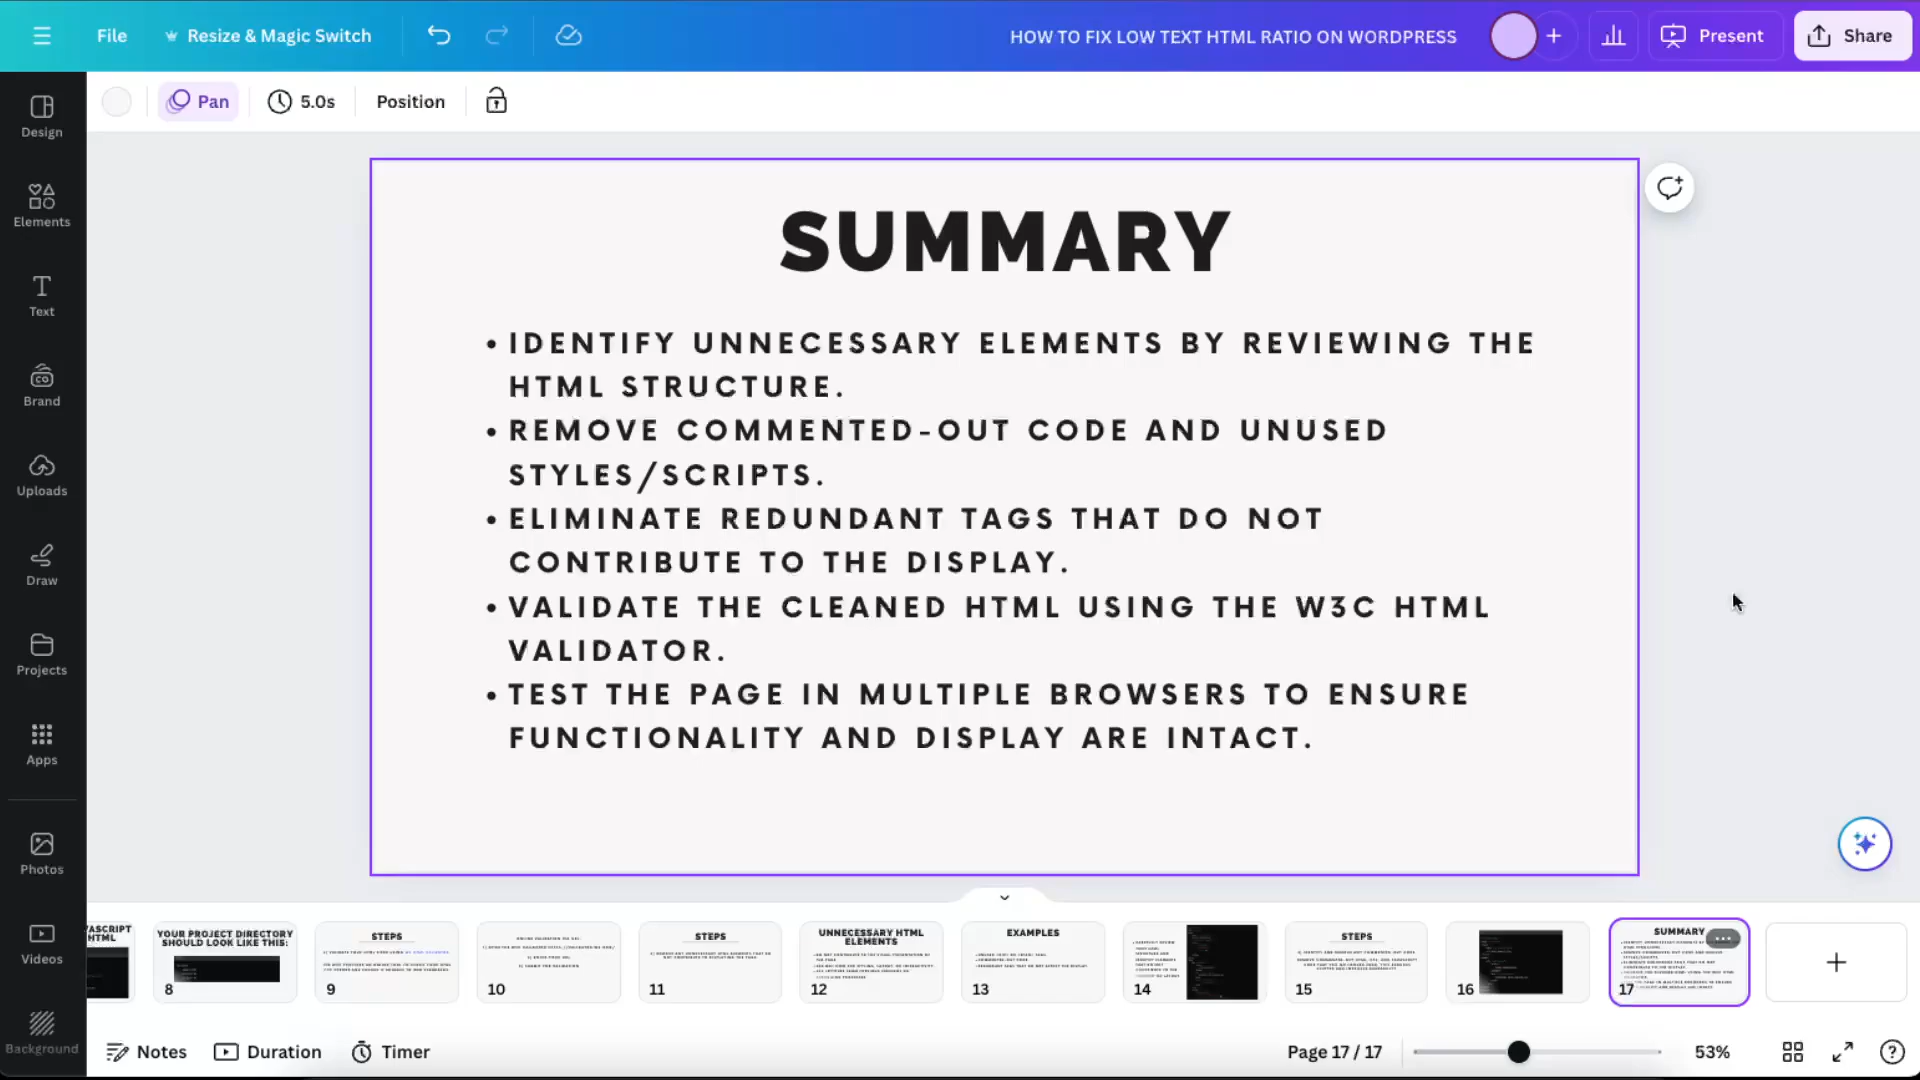 File
Resize & Magic Switch
HOW TO FIX LOW TEXT HTML RATIO ON WORDPRESS
Present
Share
Pan
5.0s
Position
Design
Elements
Text
Brand
Uploads
Draw
Projects
Apps
Photos
Videos
Background
SUMMARY
• IDENTIFY UNNECESSARY ELEMENTS BY REVIEWING THE
HTML STRUCTURE.
• REMOVE COMMENTED-OUT CODE AND UNUSED
STYLES/SCRIPTS.
• ELIMINATE REDUNDANT TAGS THAT DO NOT
CONTRIBUTE TO THE DISPLAY.
• VALIDATE THE CLEANED HTML USING THE W3C HTML
VALIDATOR.
• TEST THE PAGE IN MULTIPLE BROWSERS TO ENSURE
FUNCTIONALITY AND DISPLAY ARE INTACT.
VASCRIPT
HTML
YOUR PROJECT DIRECTORY
SHOULD LOOK LIKE THIS:
8
STEPS
9
10
STEPS
11
UNNECESSARY HTML
ELEMENTS
12
EXAMPLES
13
14
STEPS
15
16
SUMMARY
17
Notes
Duration
Timer
Page 17 / 17
53%